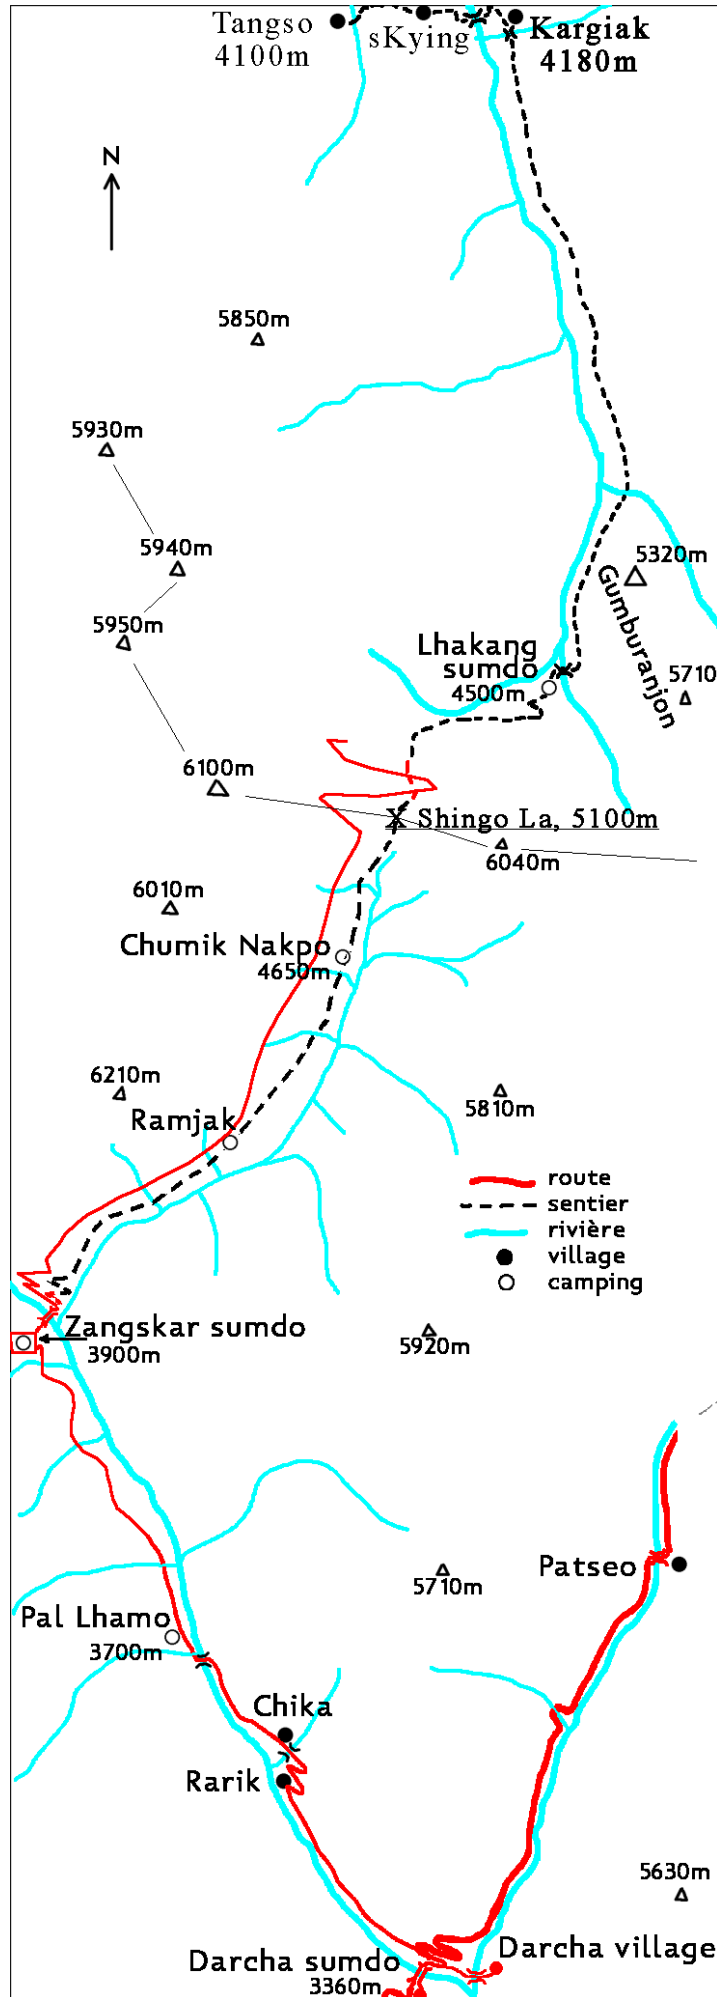 Tangso
4100m
sKying
Kargiak
4180m
N
5850m
5930m
5940m
5320m
5950m
Gumburanjon
Lhakang
sumdo
4500m
5710
6100m
X Shingo La, 5100m
6040m
6010m
Chumik Nakpo
4650m
6210m
5810m
Ramjak
route
sentier
rivière
village
camping
Zangskar sumdo
3900m
5920m
Patseo
5710m
Pal Lhamo
3700m
Chika
Rarik
5630m
Darcha village
Darcha sumdo
3360m